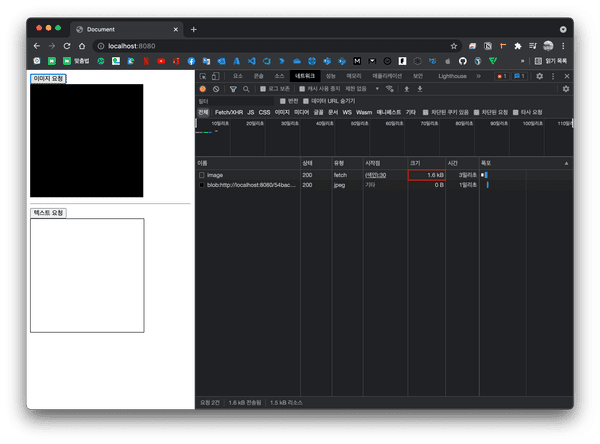 Document
localhost:8080
맞춤법
읽기 목록
이미지 요청
텍스트 요청
요소 콘솔 소스 네트워크 성능 메모리 애플리케이션 보안 Lighthouse
로그 보존 캐시 사용 중지 제한 없음
필터 반전 데이터 URL 숨기기
전체 Fetch/XHR JS CSS 이미지 미디어 글꼴 문서 WS Wasm 매니페스트 기타 차단된 쿠키 있음 차단된 요청 타사 요청
10밀리초 20밀리초 30밀리초 40밀리초 50밀리초 60밀리초 70밀리초 80밀리초 90밀리초 100밀리초 110밀
이름 상태 유형 시작점 크기 시간 폭포
image 200 fetch (색인):30 1.6 kB 3밀리초
blob:http://localhost:8080/54bac... 200 jpeg 기타 0 B 1밀리초
요청 2건 1.6 kB 전송됨 1.5 kB 리소스